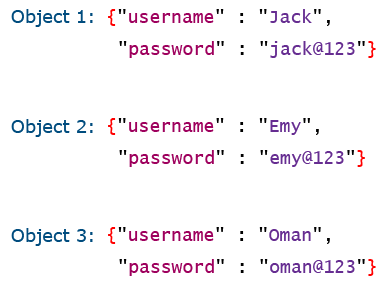 Object 1: {"username" : "Jack",
"password" : "jack@123"}
Object 2: {"username" : "Emy",
"password" : "emy@123"}
Object 3: {"username" : "Oman",
"password" : "oman@123"}